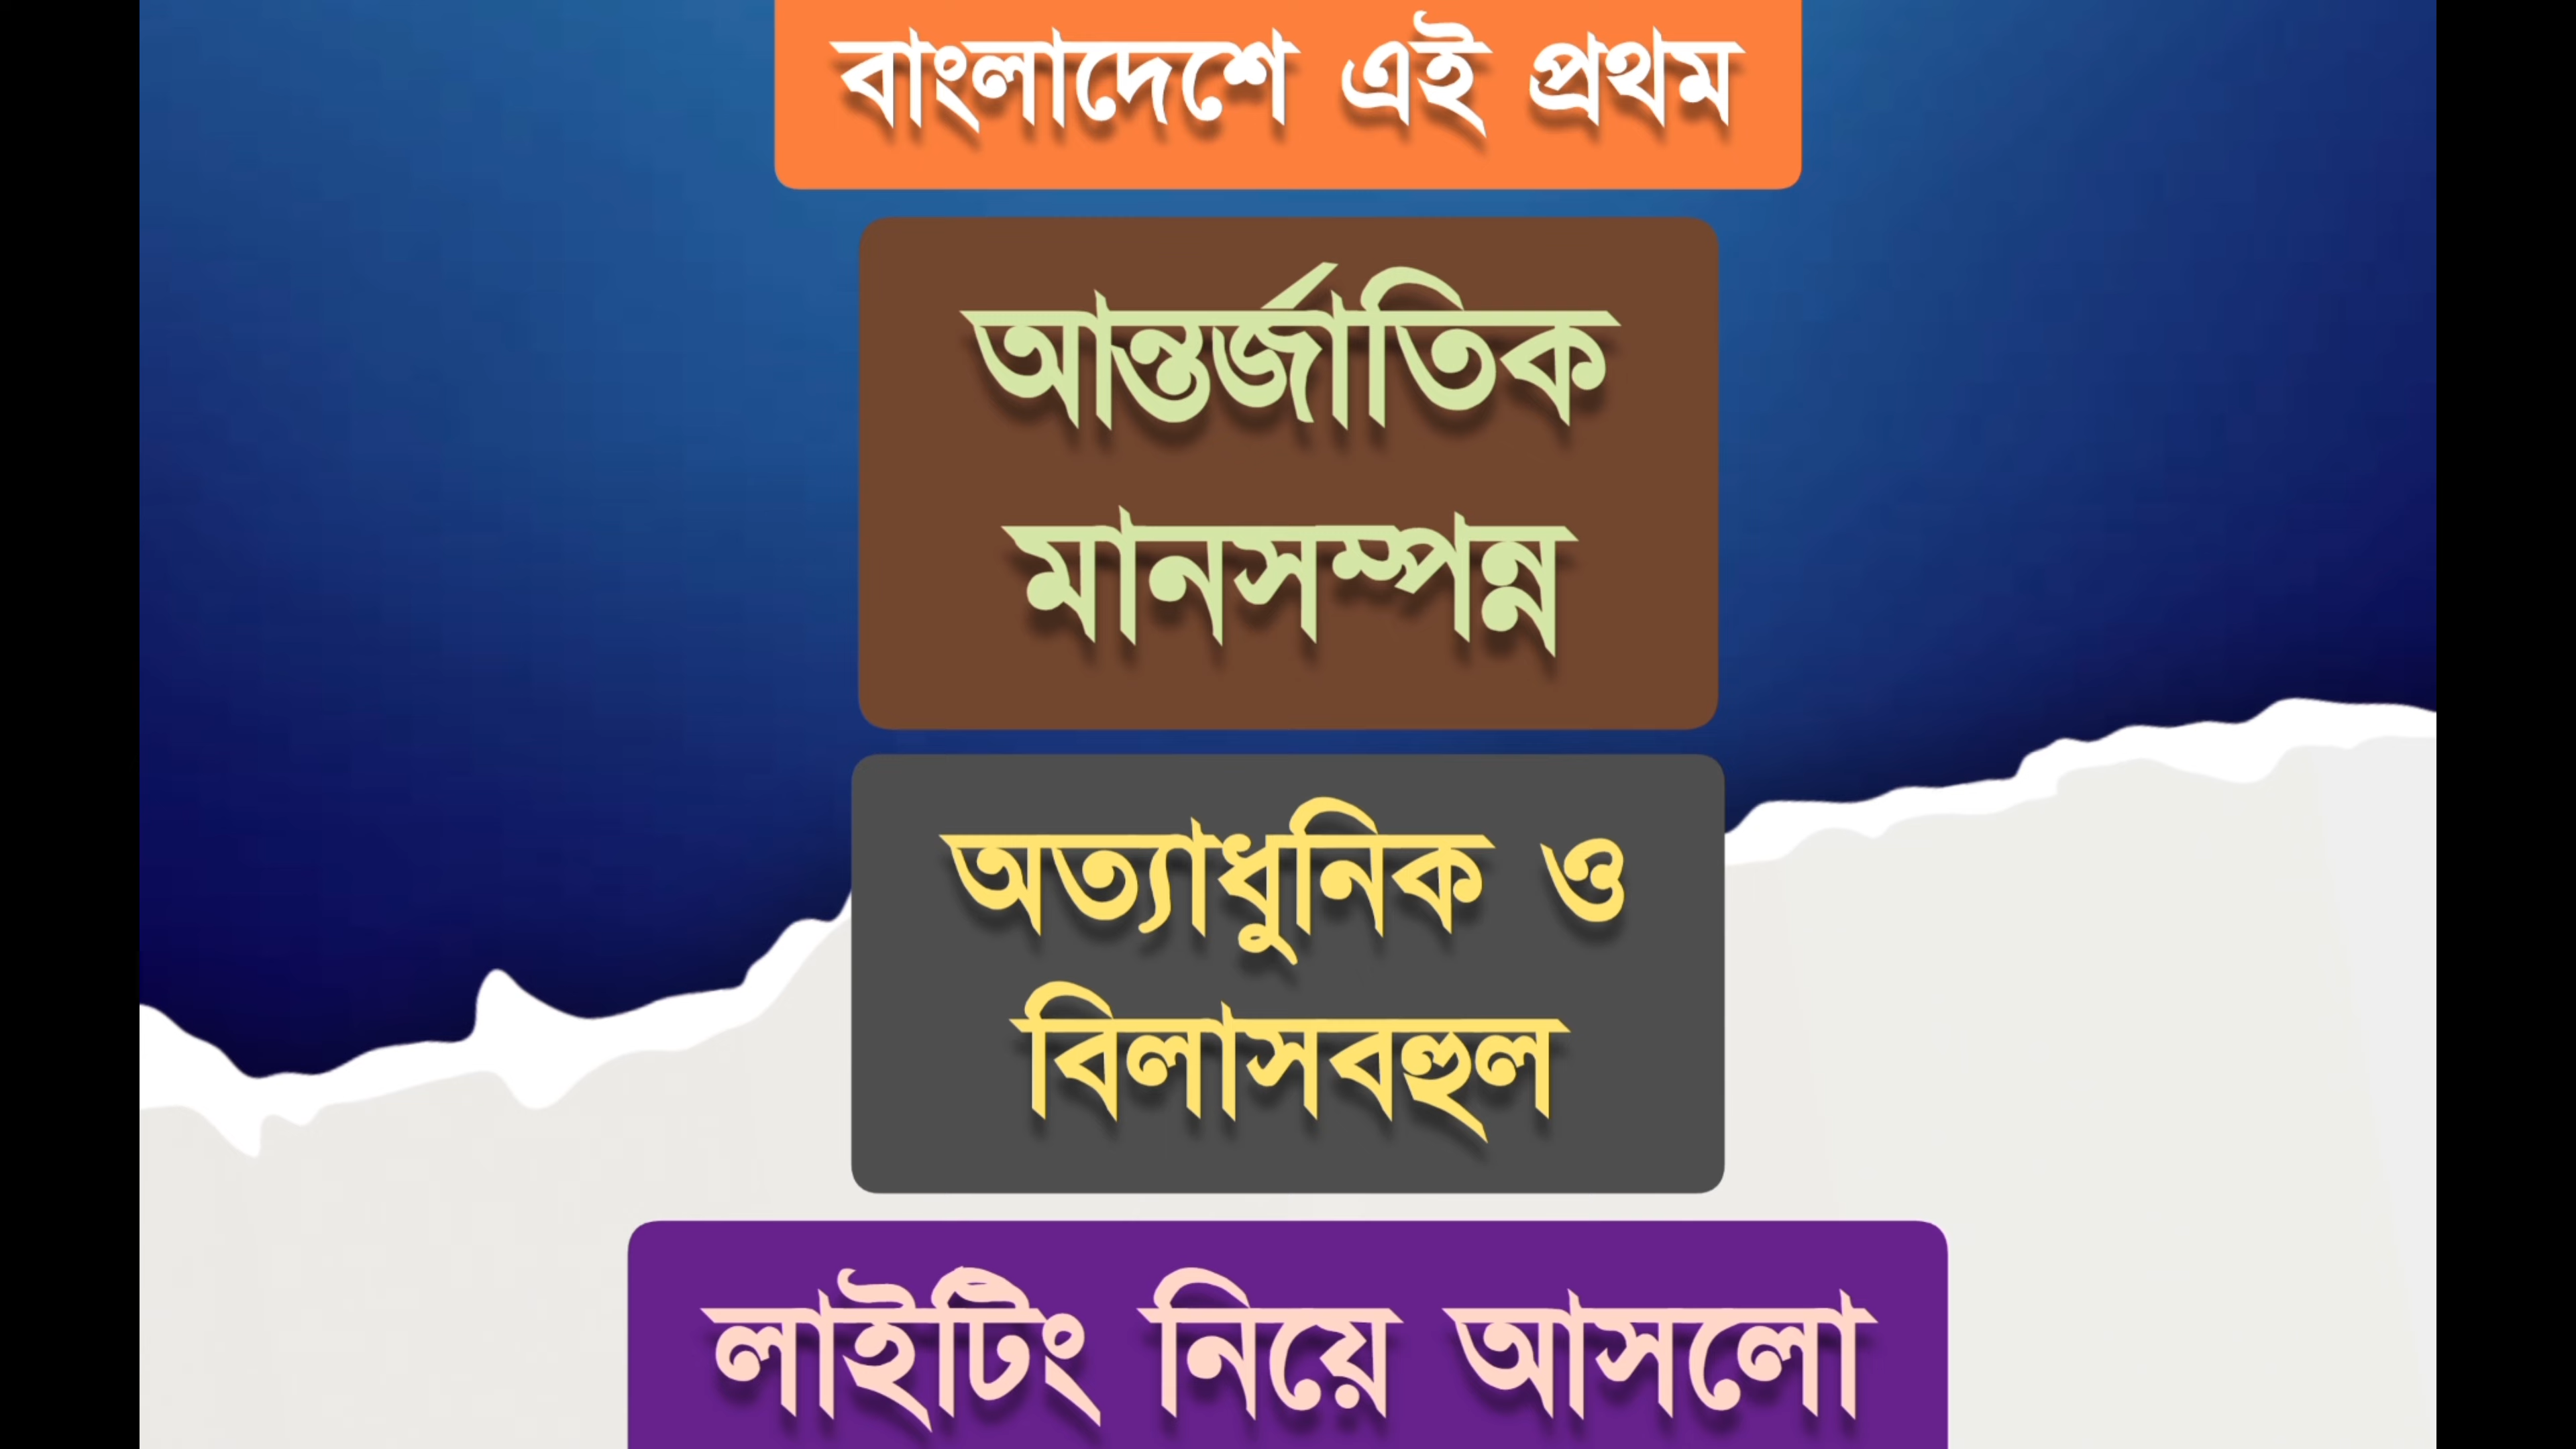 বাংলাদেশে এই প্রথম
আন্তর্জাতিক
মানসম্পন্ন
অত্যাধুনিক ও
বিলাসবহুল
লাইটিং নিয়ে আসলো